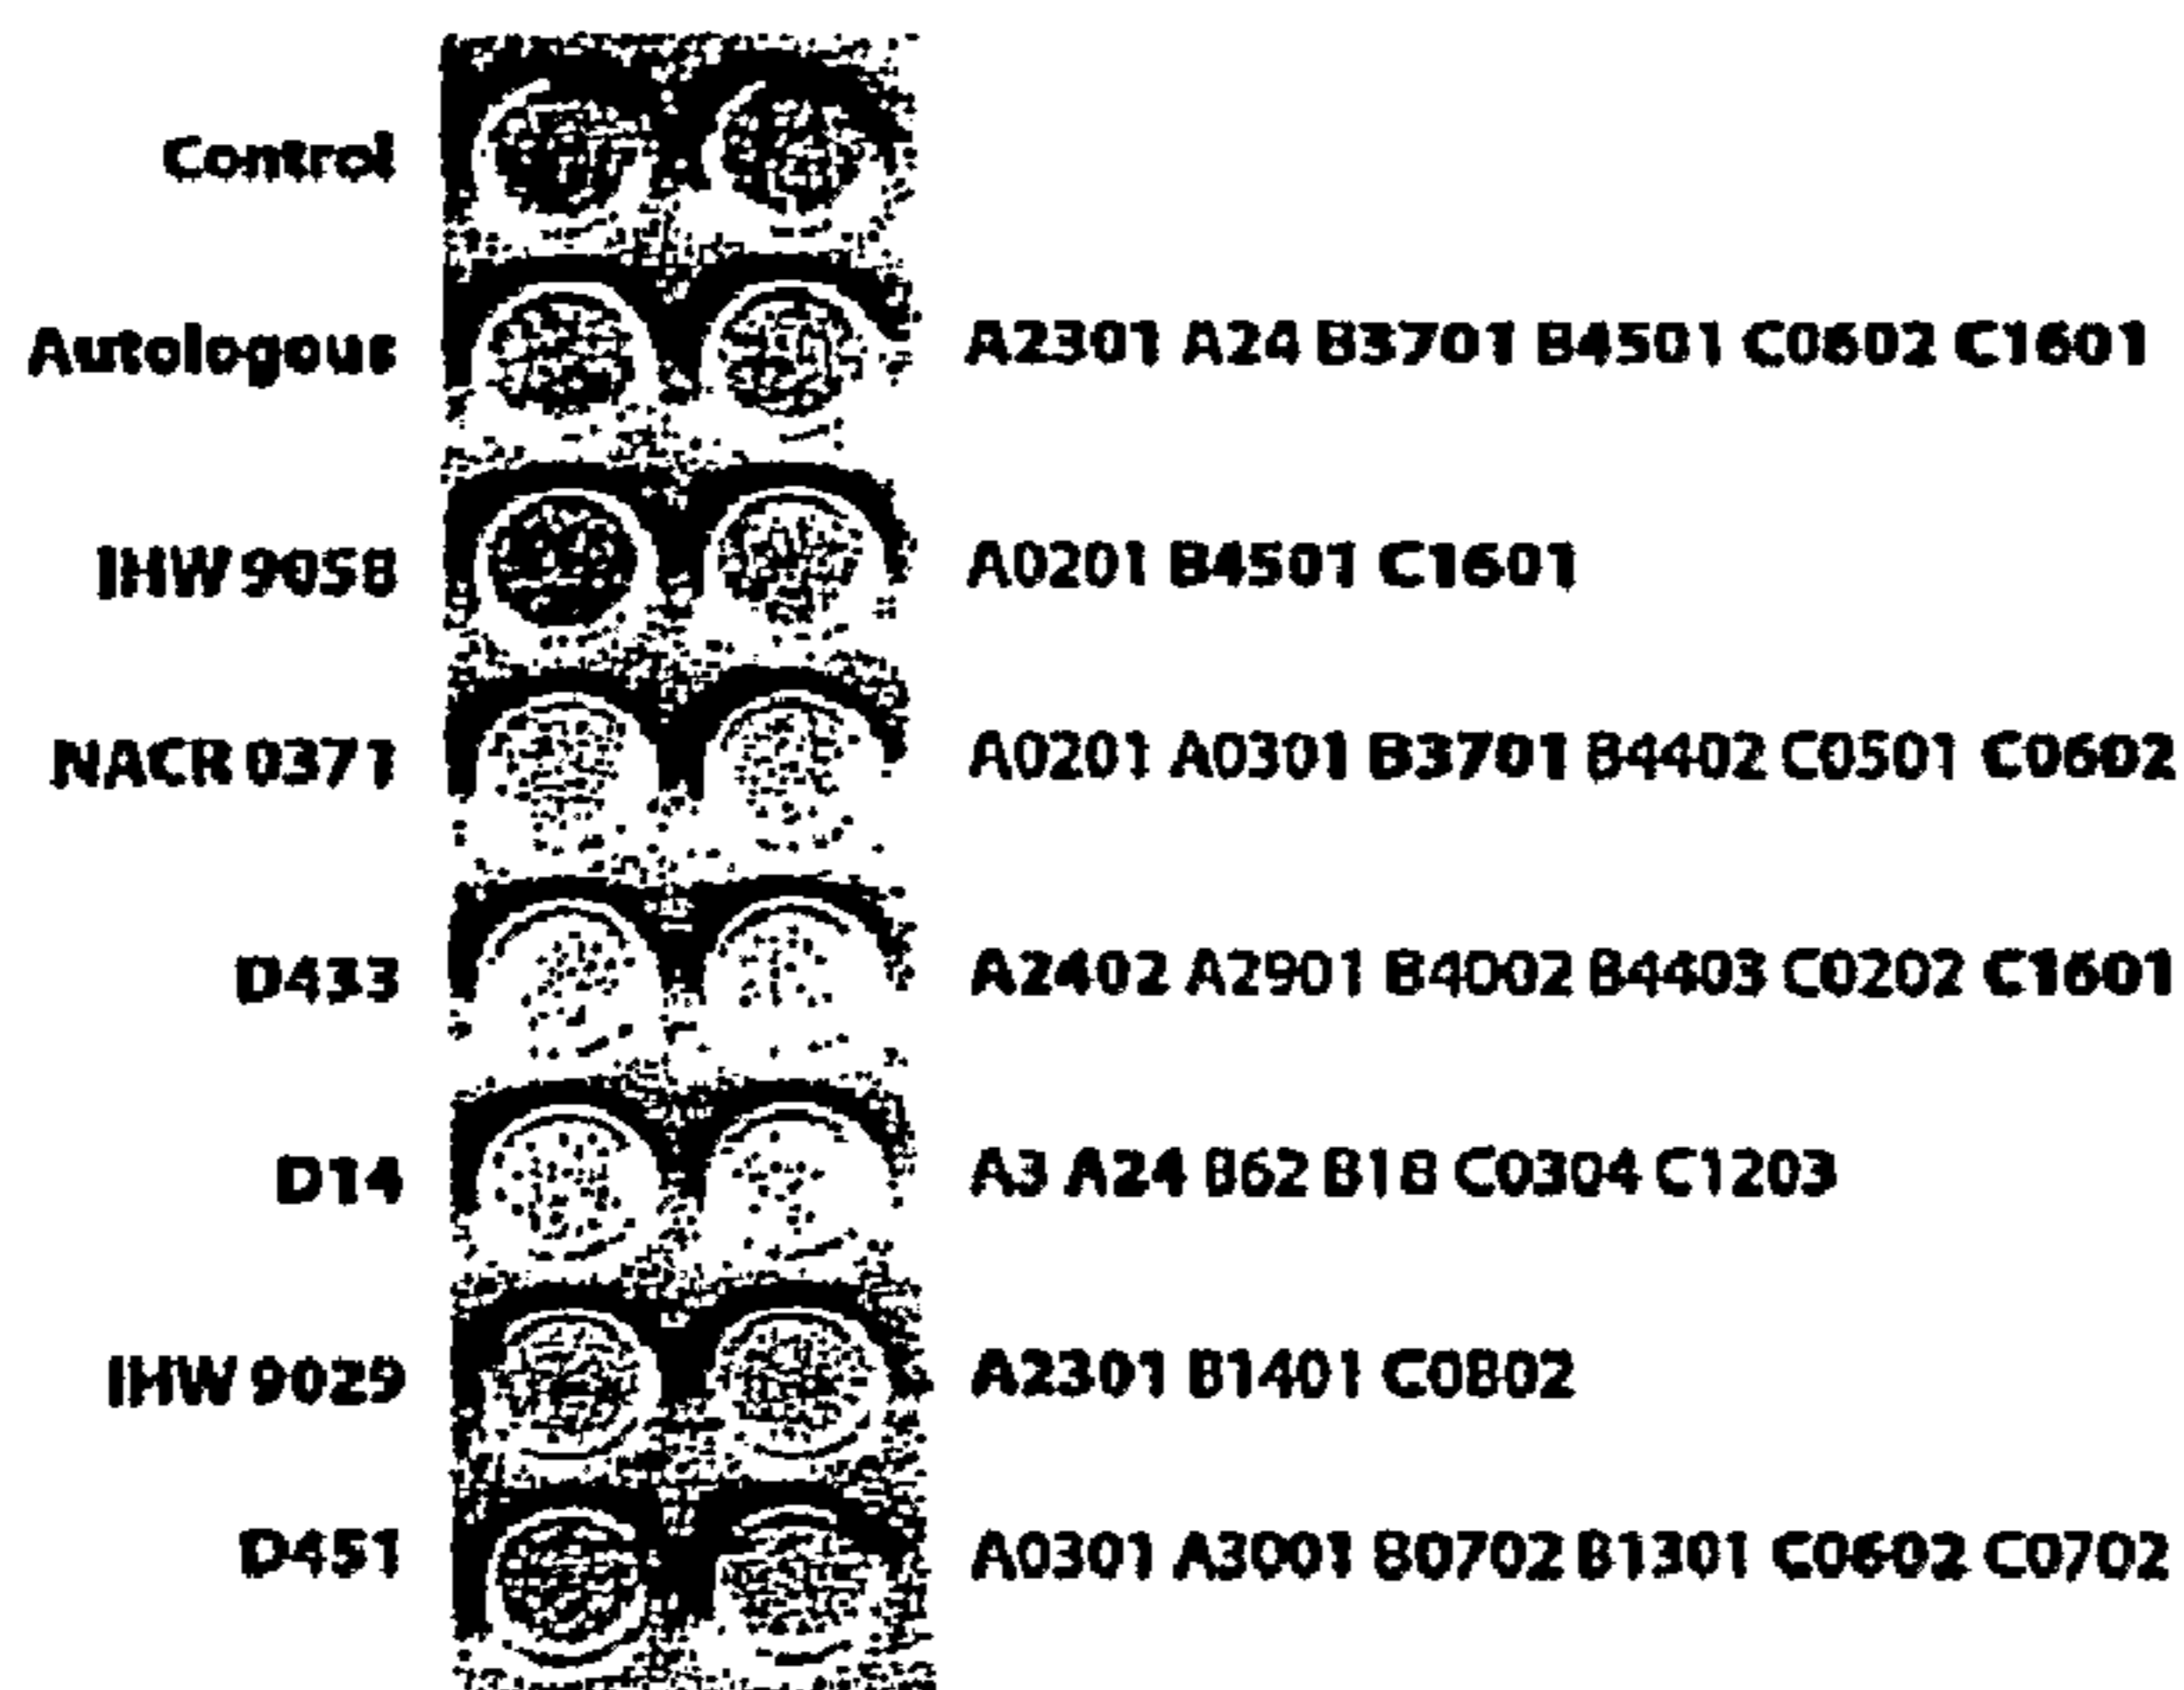 Control
Autologous A2301 A24 B3701 B4501 C0602 C1601
IHW 9058 A0201 B4501 C1601
NACR 0371 A0201 A0301 B3701 B4402 C0501 C0602
D433 A2402 A2901 B4002 B4403 C0202 C1601
D14 A3 A24 B62 B18 C0304 C1203
IHW 9029 A2301 B1401 C0802
D451 A0301 A3001 B0702 B1301 C0602 C0702